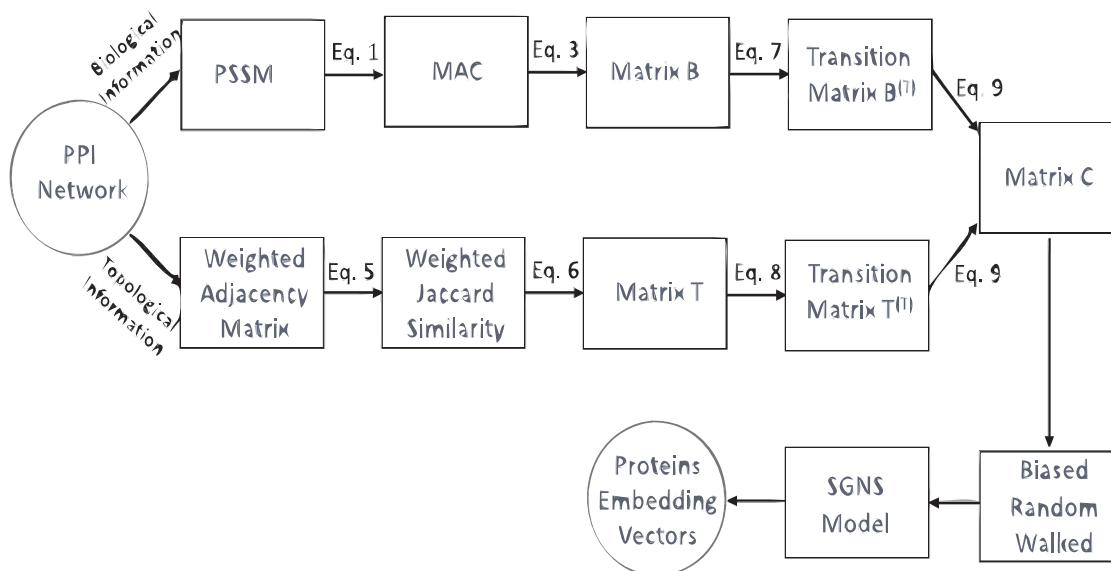 Biological
Information
PSSM
Eq. 1
MAC
Eq. 3
Matrix B
Eq. 7
Transition
Matrix B(T)
Eq. 9
PPI
Network
Matrix C
Topological
Information
Weighted
Adjacency
Matrix
Eq. 5
Weighted
Jaccard
Similarity
Eq. 6
Matrix T
Eq. 8
Transition
Matrix T(T)
Eq. 9
Biased
Random
Walked
SGNS
Model
Proteins
Embedding
Vectors